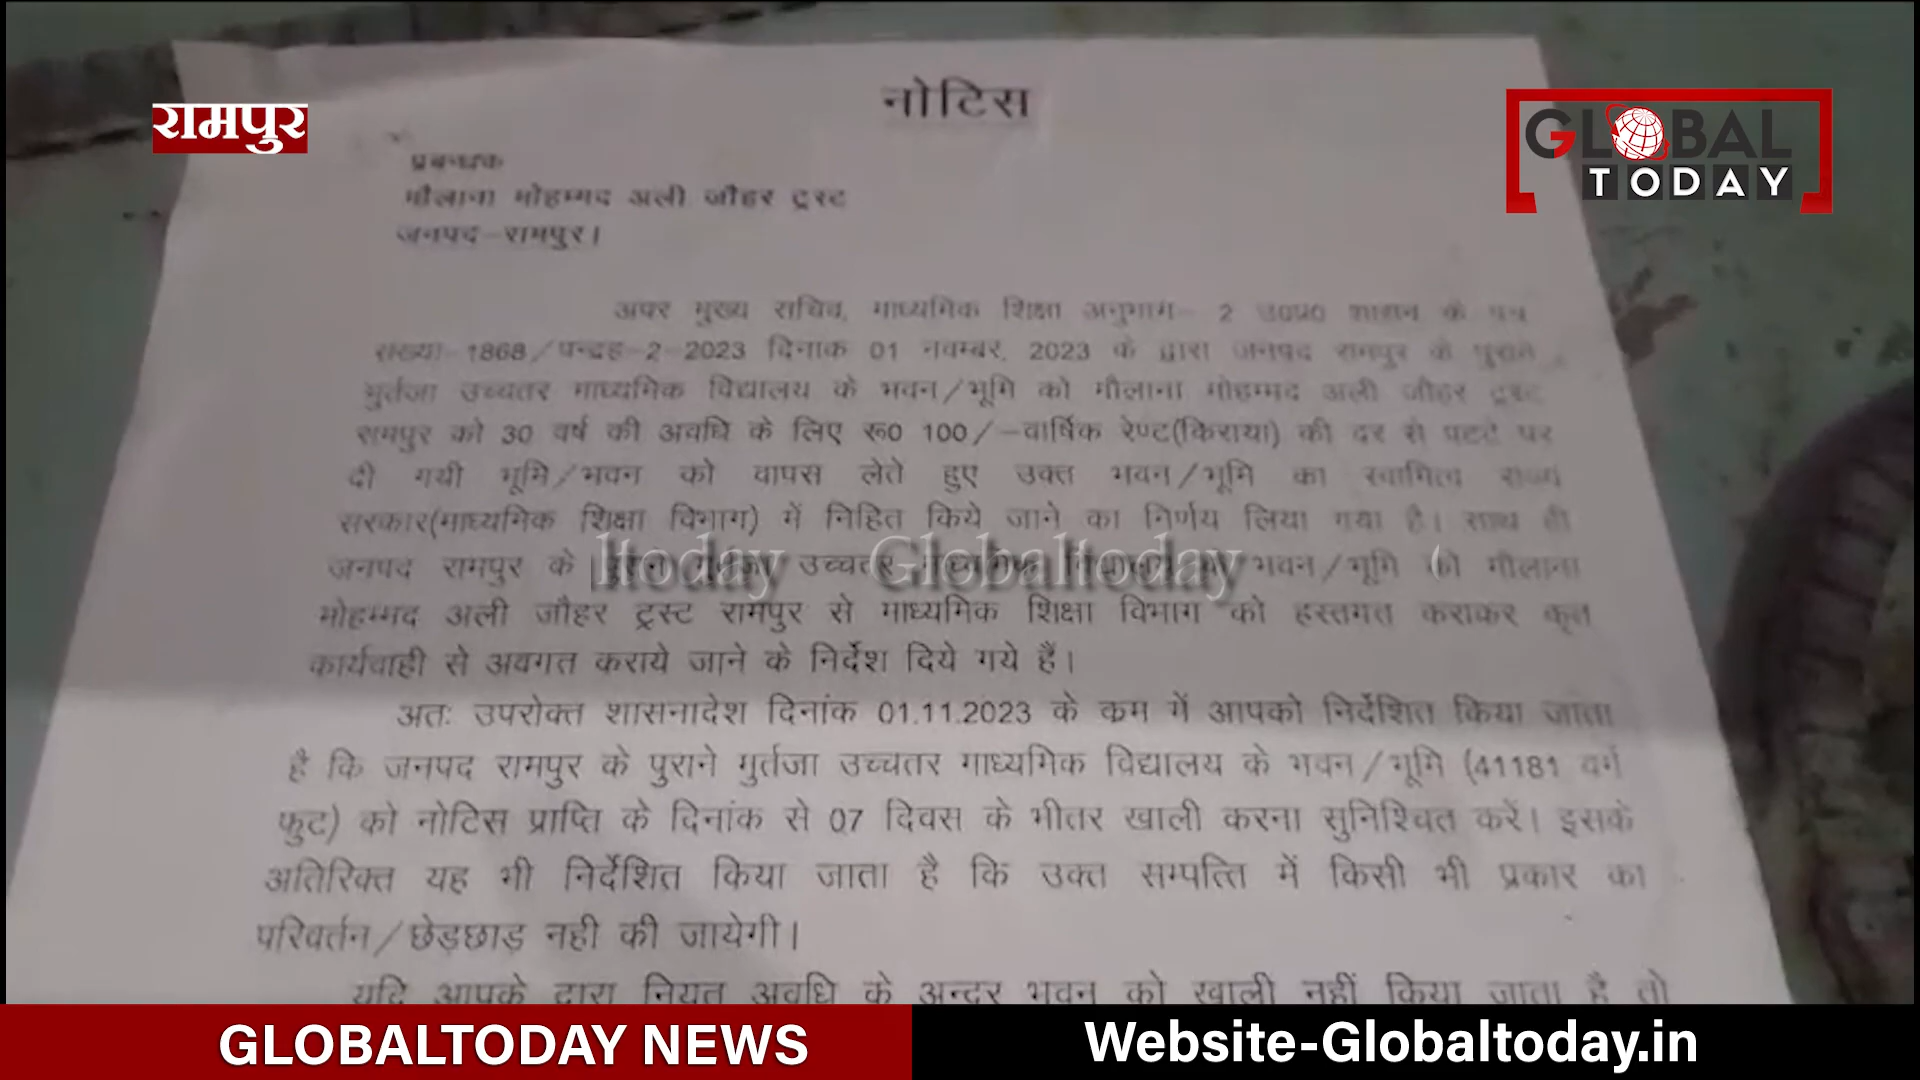 रामपुर
GLOBAL
TODAY
नोटिस
प्रबन्धक
मौलाना मोहम्मद अली जौहर ट्रस्ट
जनपद–रामपुर।
अपर मुख्य सचिव, माध्यमिक शिक्षा अनुभाग– 2 उ0प्र0 शासन के पत्र
संख्या–1868/पन्द्रह–2–2023 दिनांक 01 नवम्बर, 2023 के द्वारा जनपद रामपुर के पुराने
मुर्तजा उच्चतर माध्यमिक विद्यालय के भवन/भूमि को मौलाना मोहम्मद अली जौहर ट्रस्ट
रामपुर को 30 वर्ष की अवधि के लिए रू0 100/–वार्षिक रेण्ट(किराया) की दर से पटटे पर
दी गयी भूमि/भवन को वापस लेते हुए उक्त भवन/भूमि का स्वामित्व राज्य
सरकार(माध्यमिक शिक्षा विभाग) में निहित किये जाने का निर्णय लिया गया है। साथ ही
जनपद रामपुर के मुर्तजा उच्चतर भवन/भूमि को मौलाना
ltoday Globaltoday
मोहम्मद अली जौहर ट्रस्ट रामपुर से माध्यमिक शिक्षा विभाग को हस्तगत कराकर कृत
कार्यवाही से अवगत कराये जाने के निर्देश दिये गये हैं।
अतः उपरोक्त शासनादेश दिनांक 01.11.2023 के क्रम में आपको निर्देशित किया जाता
है कि जनपद रामपुर के पुराने मुर्तजा उच्चतर माध्यमिक विद्यालय के भवन/भूमि (41181 वर्ग
फुट) को नोटिस प्राप्ति के दिनांक से 07 दिवस के भीतर खाली करना सुनिश्चित करें। इसके
अतिरिक्त यह भी निर्देशित किया जाता है कि उक्त सम्पत्ति में किसी भी प्रकार का
परिवर्तन/छेड़छाड़ नही की जायेगी।
यदि आपके द्वारा नियत अवधि के अन्दर भवन को खाली नहीं किया जाता है तो
GLOBALTODAY NEWS
Website-Globaltoday.in